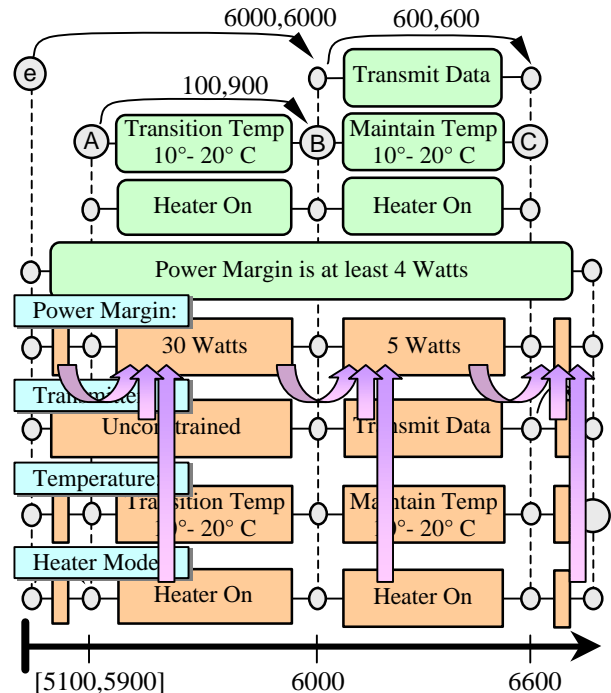 6000,6000
600,600
e
Transmit Data
100,900
A
Transition Temp
10°- 20° C
B
Maintain Temp
10°- 20° C
C
Heater On
Heater On
Power Margin is at least 4 Watts
Power Margin:
30 Watts
5 Watts
Transmit Data
Temperature
Transition Temp
20° C
Maintain Temp
20° C
Heater Mode
Heater On
Heater On
[5100,5900]
6000
6600